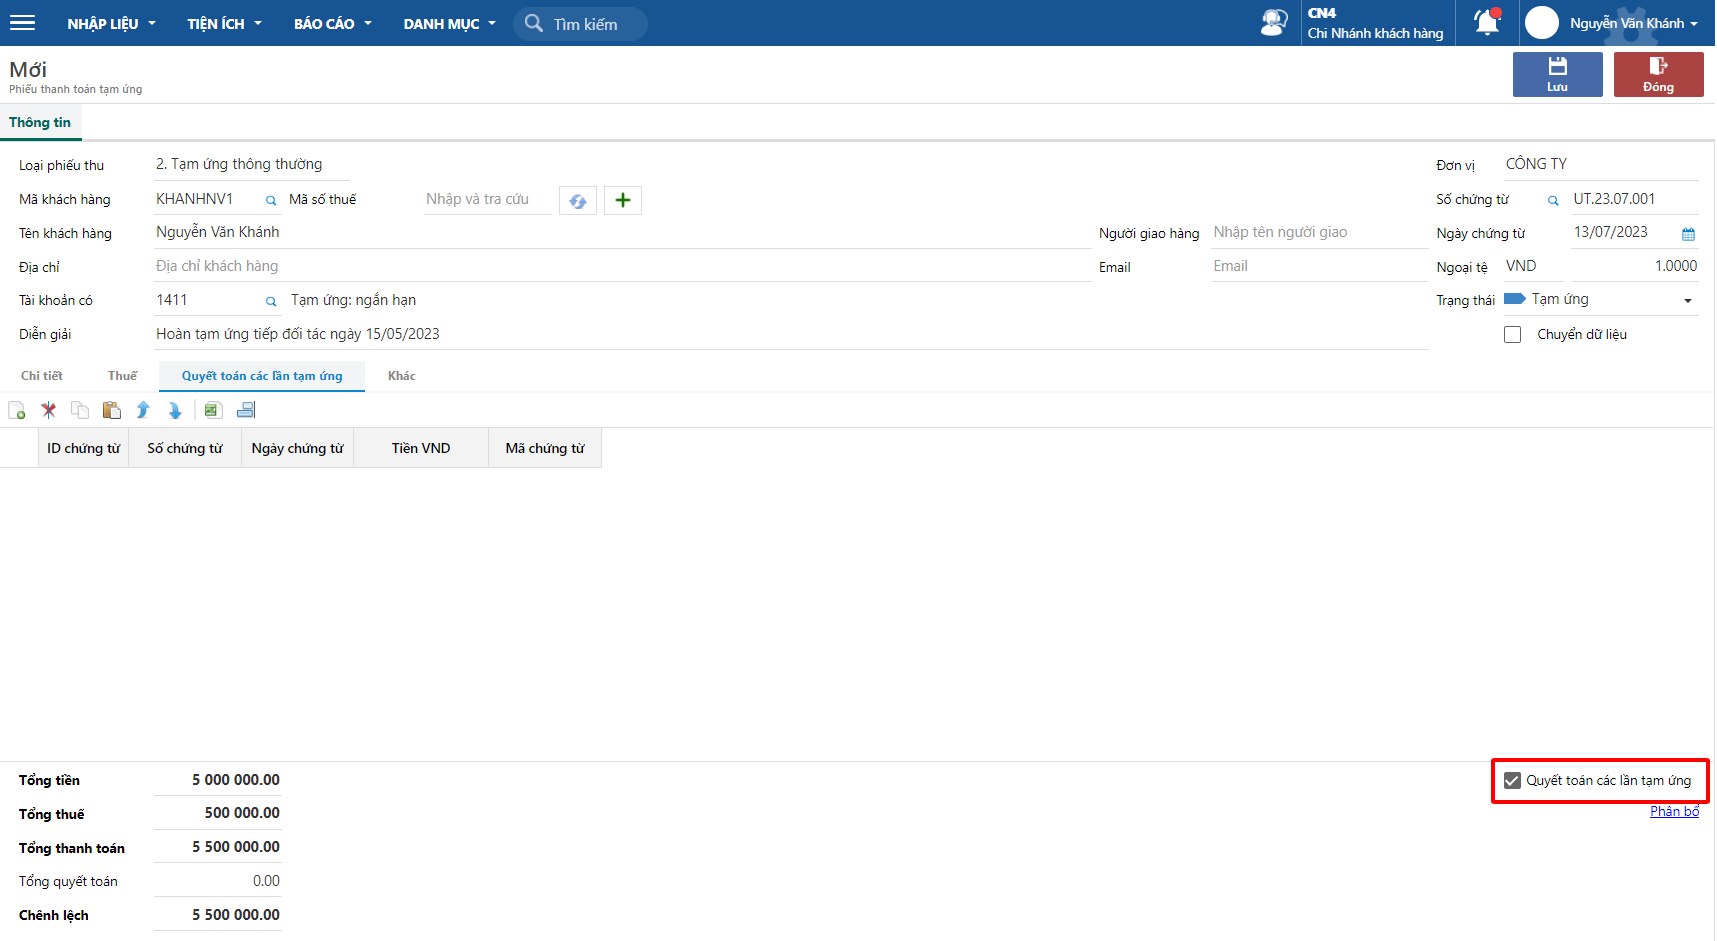 NHẬP LIỆU TIỆN ÍCH BÁO CÁO DANH MỤC Tìm kiếm
CN4
Chi Nhánh khách hàng
Nguyễn Văn Khánh
Mới
Phiếu thanh toán tạm ứng
Lưu
Đóng
Thông tin
Loại phiếu thu 2. Tạm ứng thông thường Đơn vị CÔNG TY
Mã khách hàng KHANHNV1 Mã số thuế Nhập và tra cứu Số chứng từ UT.23.07.001
Tên khách hàng Nguyễn Văn Khánh Người giao hàng Nhập tên người giao Ngày chứng từ 13/07/2023
Địa chỉ Địa chỉ khách hàng Email Email Ngoại tệ VND 1.0000
Tài khoản có 1411 Tạm ứng: ngắn hạn Trạng thái Tạm ứng
Diễn giải Hoàn tạm ứng tiếp đối tác ngày 15/05/2023 Chuyển dữ liệu
Chi tiết Thuế Quyết toán các lần tạm ứng Khác
ID chứng từ Số chứng từ Ngày chứng từ Tiền VND Mã chứng từ
Tổng tiền 5 000 000.00 Quyết toán các lần tạm ứng
Tổng thuế 500 000.00 Phân bổ
Tổng thanh toán 5 500 000.00
Tổng quyết toán 0.00
Chênh lệch 5 500 000.00